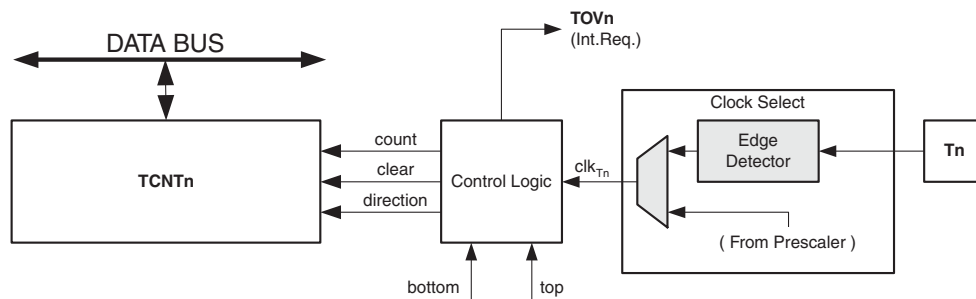 TOVn
(Int.Req.)
DATA BUS
Clock Select
count
Edge
Detector
Tn
TCNTn
clear
Control Logic
clkTn
direction
( From Prescaler )
bottom
top